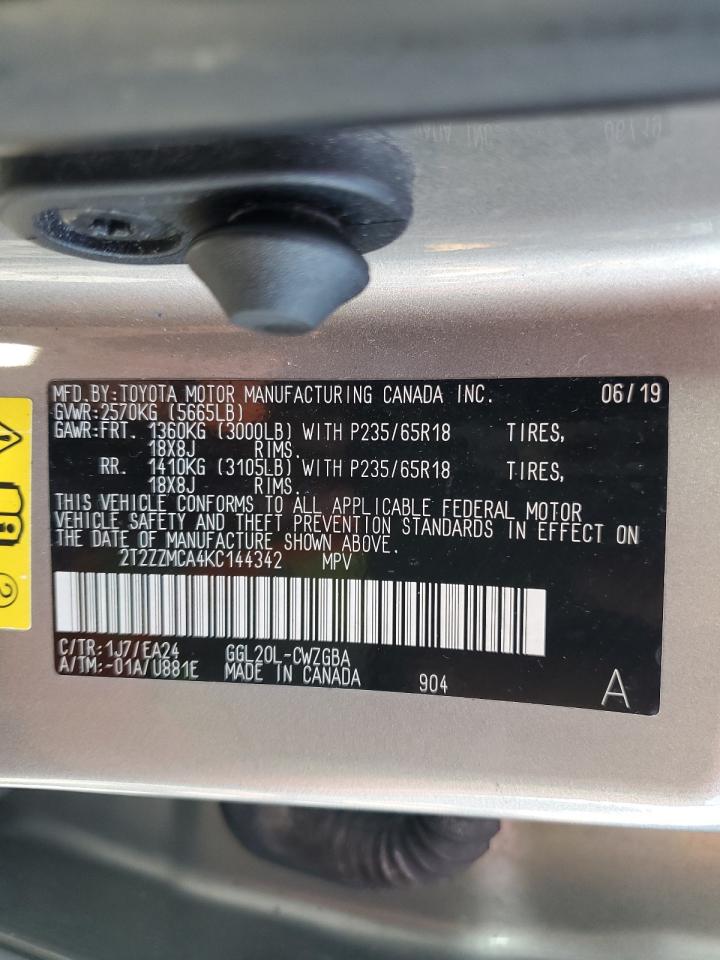 MFD.BY:TOYOTA MOTOR MANUFACTURING CANADA INC. 06/19
GVWR:2570KG (5665LB)
GAWR:FRT. 1360KG (3000LB) WITH P235/65R18 TIRES,
18X8J RIMS.
RR. 1410KG (3105LB) WITH P235/65R18 TIRES,
18X8J RIMS.
THIS VEHICLE CONFORMS TO ALL APPLICABLE FEDERAL MOTOR
VEHICLE SAFETY AND THEFT PREVENTION STANDARDS IN EFFECT ON
THE DATE OF MANUFACTURE SHOWN ABOVE.
2T2ZZMCA4KC144342 MPV
C/TR:1J7/EA24 GGL20L-CWZGBA
A/TM:-01A/U881E MADE IN CANADA 904 A
2